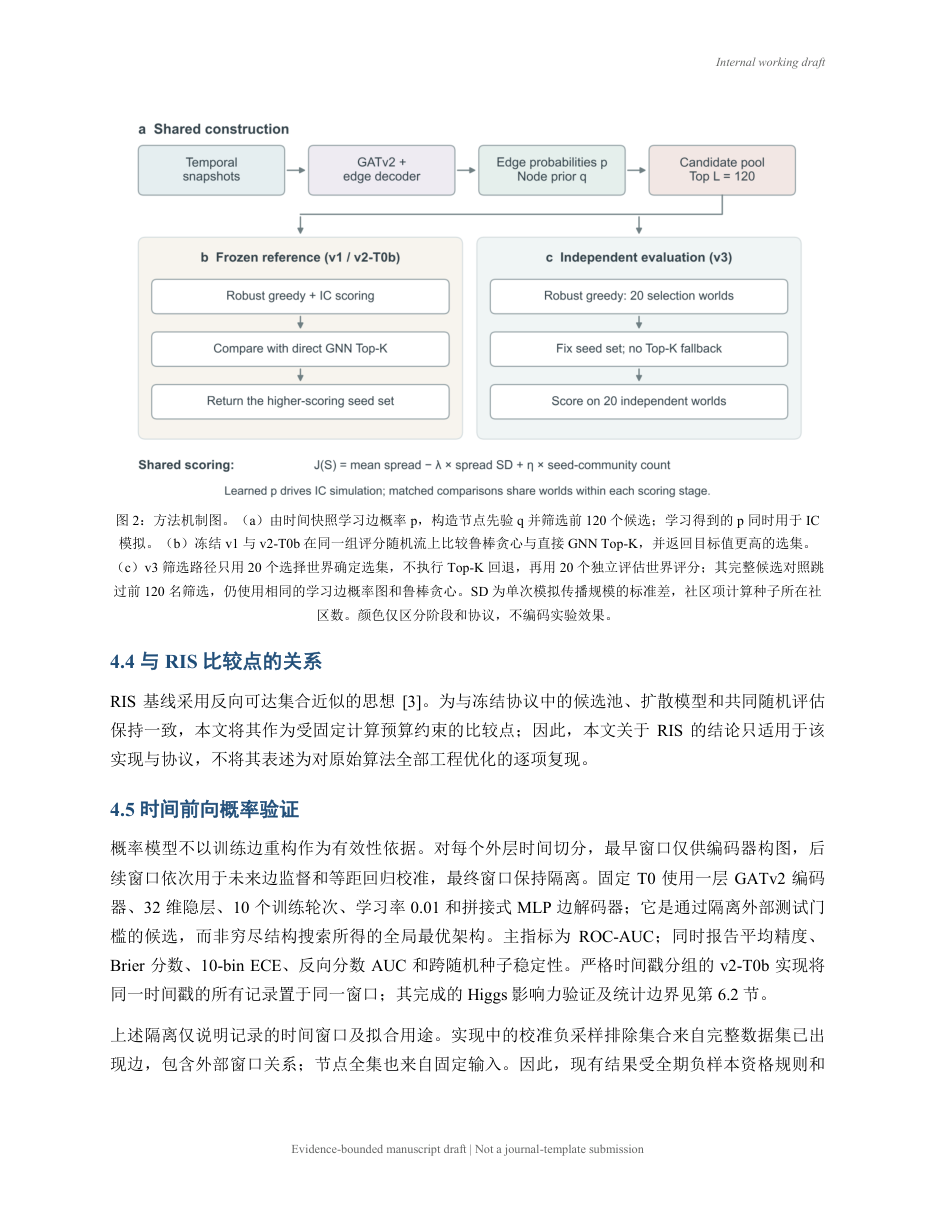 Internal working draft
a Shared construction
Temporal
snapshots
GATv2 +
edge decoder
Edge probabilities p
Node prior q
Candidate pool
Top L = 120
b Frozen reference (v1 / v2-T0b)
Robust greedy + IC scoring
Compare with direct GNN Top-K
Return the higher-scoring seed set
c Independent evaluation (v3)
Robust greedy: 20 selection worlds
Fix seed set; no Top-K fallback
Score on 20 independent worlds
Shared scoring: J(S) = mean spread − λ × spread SD + η × seed-community count
Learned p drives IC simulation; matched comparisons share worlds within each scoring stage.
图 2：方法机制图。（a）由时间快照学习边概率 p，构造节点先验 q 并筛选前 120 个候选；学习得到的 p 同时用于 IC
模拟。（b）冻结 v1 与 v2-T0b 在同一组评分随机流上比较鲁棒贪心与直接 GNN Top-K，并返回目标值更高的选集。
（c）v3 筛选路径只用 20 个选择世界确定选集，不执行 Top-K 回退，再用 20 个独立评估世界评分；其完整候选对照跳
过前 120 名筛选，仍使用相同的学习边概率图和鲁棒贪心。SD 为单次模拟传播规模的标准差，社区项计算种子所在社
区数。颜色仅区分阶段和协议，不编码实验效果。
4.4 与 RIS 比较点的关系
RIS 基线采用反向可达集合近似的思想 [3]。为与冻结协议中的候选池、扩散模型和共同随机评估
保持一致，本文将其作为受固定计算预算约束的比较点；因此，本文关于 RIS 的结论只适用于该
实现与协议，不将其表述为对原始算法全部工程优化的逐项复现。
4.5 时间前向概率验证
概率模型不以训练边重构作为有效性依据。对每个外层时间切分，最早窗口仅供编码器构图，后
续窗口依次用于未来边监督和等距回归校准，最终窗口保持隔离。固定 T0 使用一层 GATv2 编码
器、32 维隐层、10 个训练轮次、学习率 0.01 和拼接式 MLP 边解码器；它是通过隔离外部测试门
槛的候选，而非穷尽结构搜索所得的全局最优架构。主指标为 ROC-AUC；同时报告平均精度、
Brier 分数、10-bin ECE、反向分数 AUC 和跨随机种子稳定性。严格时间戳分组的 v2-T0b 实现将
同一时间戳的所有记录置于同一窗口；其完成的 Higgs 影响力验证及统计边界见第 6.2 节。
上述隔离仅说明记录的时间窗口及拟合用途。实现中的校准负采样排除集合来自完整数据集已出
现边，包含外部窗口关系；节点全集也来自固定输入。因此，现有结果受全期负样本资格规则和
Evidence-bounded manuscript draft | Not a journal-template submission